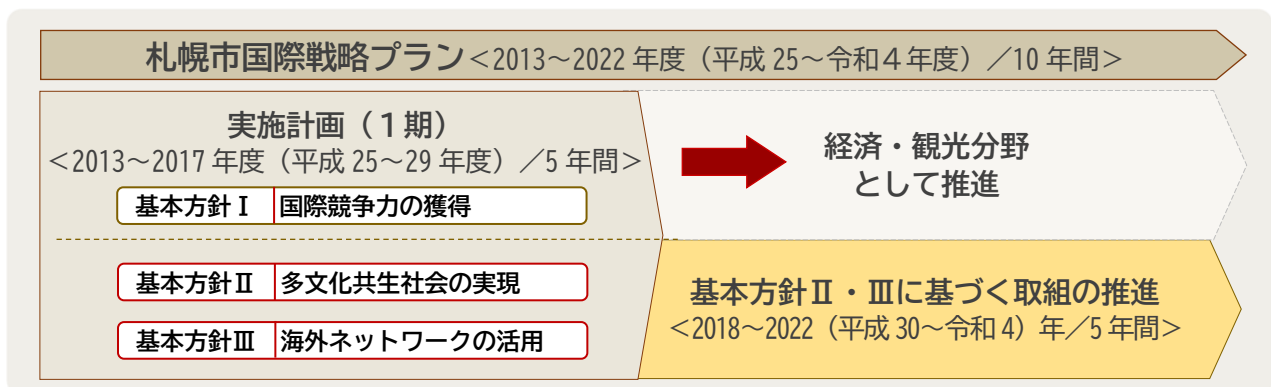 札幌市国際戦略プラン<2013~2022 年度(平成 25~令和4年度)/10 年間>
実施計画(1期)
<2013~2017 年度(平成 25~29 年度)/5 年間>
基本方針Ⅰ 国際競争力の獲得
基本方針Ⅱ 多文化共生社会の実現
基本方針Ⅲ 海外ネットワークの活用
経済・観光分野
として推進
基本方針Ⅱ・Ⅲに基づく取組の推進
<2018~2022(平成 30~令和 4)年/5 年間>